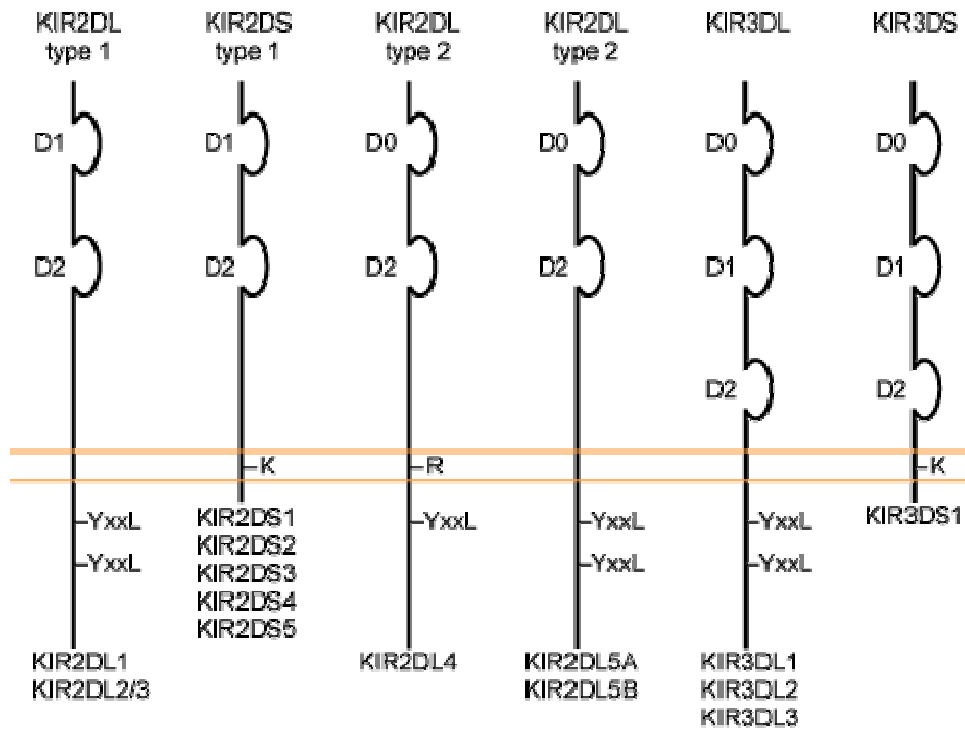 KIR2DL KIR2DS KIR2DL KIR2DL KIR3DL KIR3DS
type 1 type 1 type 2 type 2
D1 D1 D0 D0 D0 D0
D2 D2 D2 D2 D1 D1
D2 D2
K R K
YxxL YxxL YxxL YxxL
YxxL YxxL YxxL
KIR2DS1
KIR2DS2
KIR2DS3
KIR2DS4
KIR2DS5
KIR3DS1
KIR2DL1 KIR2DL4 KIR2DL5A KIR3DL1
KIR2DL2/3 KIR2DL5B KIR3DL2
KIR3DL3